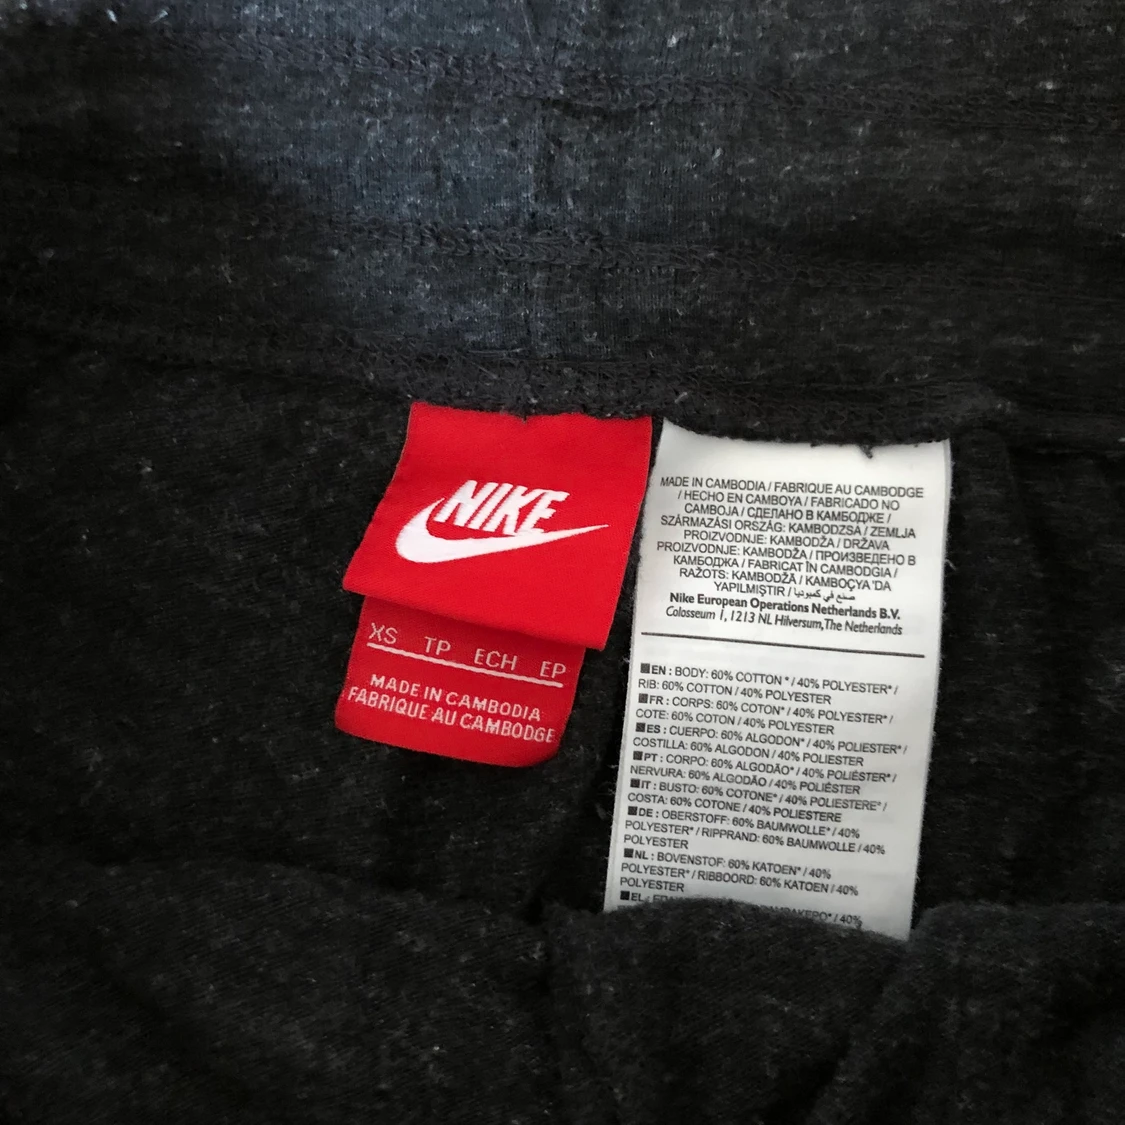 NIKE
XS TP ECH EP
MADE IN CAMBODIA
FABRIQUE AU CAMBODGE
MADE IN CAMBODIA / FABRIQUE AU CAMBODGE
/ HECHO EN CAMBOYA / FABRICADO NO
CAMBOJA / СДЕЛАНО В КАМБОДЖЕ /
SZÁRMAZÁSI ORSZÁG: KAMBODZSA / ZEMLJA
PROIZVODNJE: KAMBODŽA / DRŽAVA
PROIZVODNJE: KAMBODŽA / ПРОИЗВЕДЕНО В
КАМБОДЖА / FABRICAT ÎN CAMBODGIA /
RAŽOTS: KAMBODŽĀ / KAMBOÇYA 'DA
YAPILMIŞTIR / صنع في كمبوديا
Nike European Operations Netherlands B.V.
Colosseum 1, 1213 NL Hilversum, The Netherlands
EN : BODY: 60% COTTON * / 40% POLYESTER* /
RIB: 60% COTTON / 40% POLYESTER
FR : CORPS: 60% COTON* / 40% POLYESTER* /
COTE: 60% COTON / 40% POLYESTER
ES : CUERPO: 60% ALGODON* / 40% POLIESTER* /
COSTILLA: 60% ALGODON / 40% POLIESTER
PT : CORPO: 60% ALGODÃO* / 40% POLIÉSTER* /
NERVURA: 60% ALGODÃO / 40% POLIÉSTER
IT : BUSTO: 60% COTONE* / 40% POLIESTERE* /
COSTA: 60% COTONE / 40% POLIESTERE
DE : OBERSTOFF: 60% BAUMWOLLE* / 40%
POLYESTER* / RIPPRAND: 60% BAUMWOLLE / 40%
POLYESTER
NL : BOVENSTOF: 60% KATOEN* / 40%
POLYESTER* / RIBBOORD: 60% KATOEN / 40%
POLYESTER
EL : / 40%